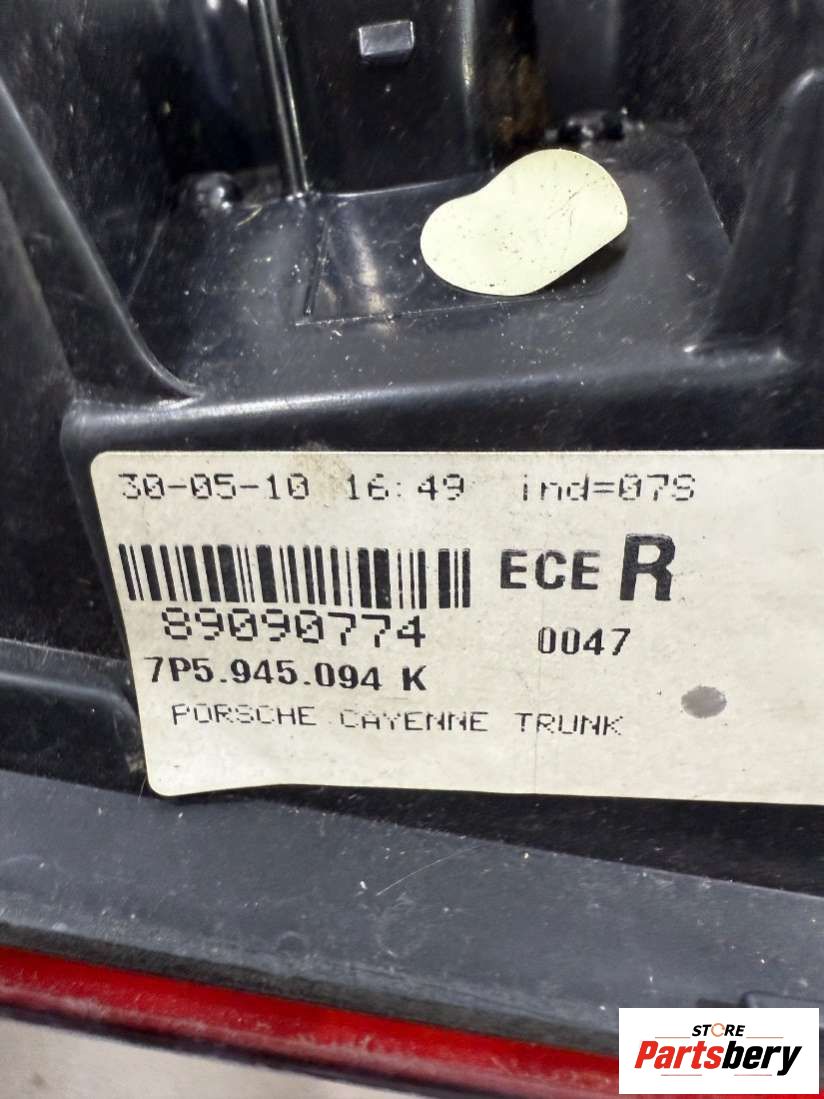 30-05-10 16:49 ind=07S
ECE R
89090774
0047
7P5.945.094 K
PORSCHE CAYENNE TRUNK
STORE
Partsbery